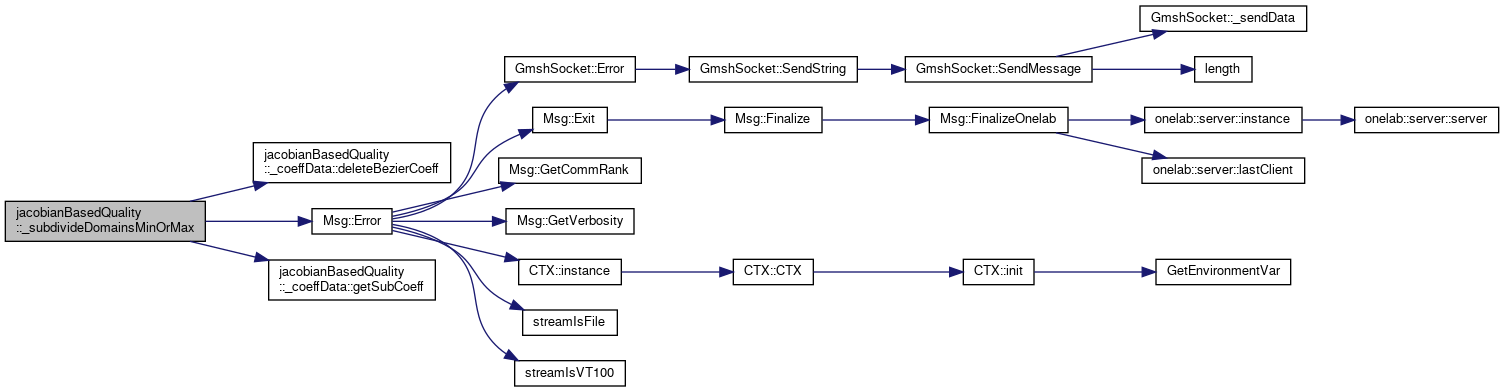 jacobianBasedQuality
::_subdivideDomainsMinOrMax
jacobianBasedQuality
::_coeffData::deleteBezierCoeff
Msg::Error
jacobianBasedQuality
::_coeffData::getSubCoeff
GmshSocket::Error
Msg::Exit
Msg::GetCommRank
Msg::GetVerbosity
CTX::instance
streamIsFile
streamIsVT100
GmshSocket::SendString
Msg::Finalize
CTX::CTX
GmshSocket::SendMessage
Msg::FinalizeOnelab
CTX::init
GmshSocket::_sendData
length
onelab::server::instance
onelab::server::lastClient
GetEnvironmentVar
onelab::server::server